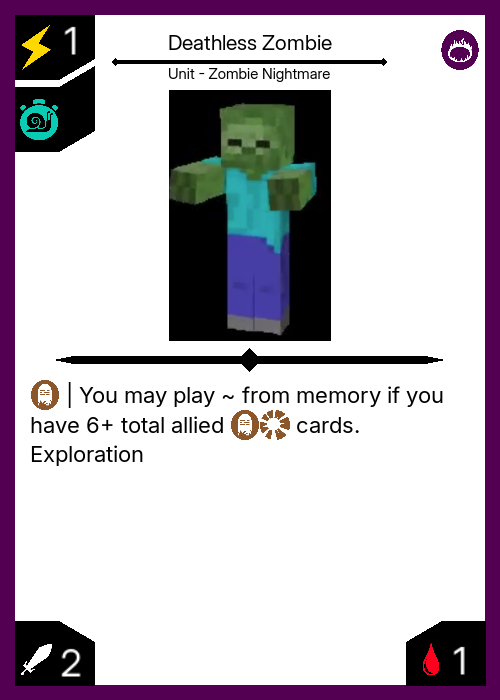 1
Deathless Zombie
Unit - Zombie Nightmare
| You may play ~ from memory if you
have 6+ total allied cards.
Exploration
2
1